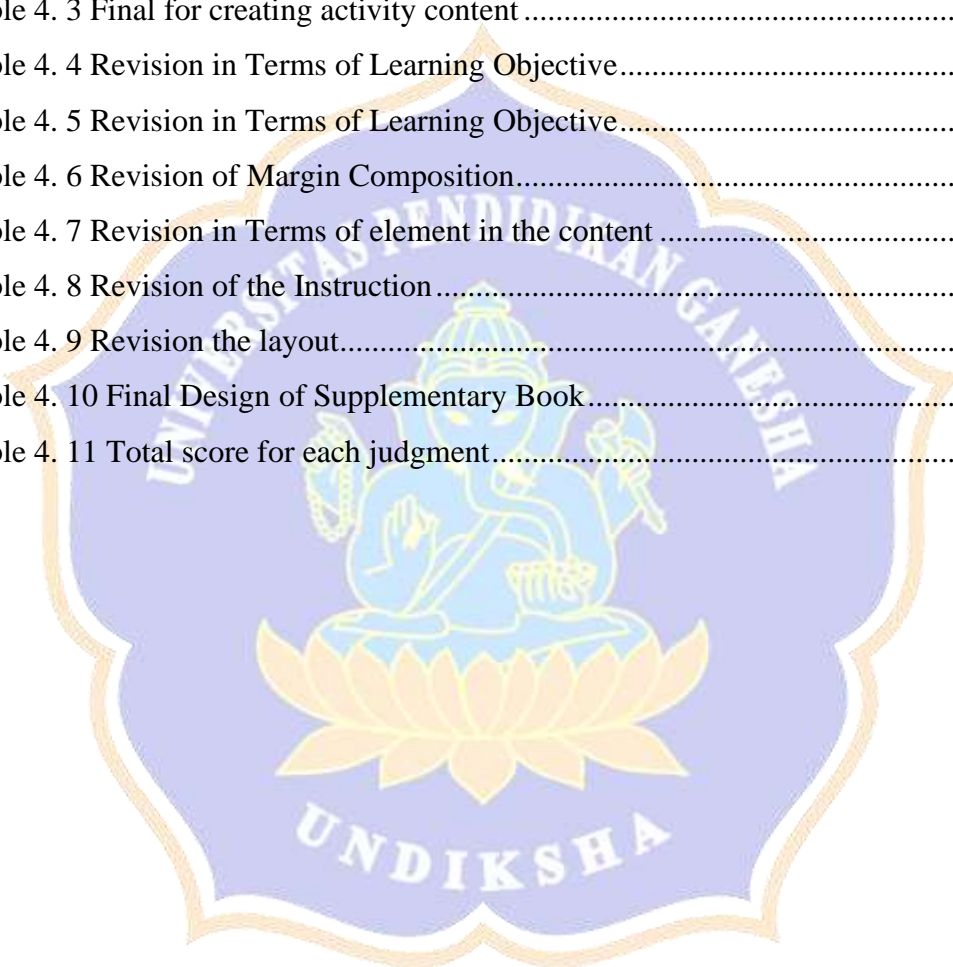 ble 4. 3 Final for creating activity content ...................................................................
ble 4. 4 Revision in Terms of Learning Objective....................................................
ble 4. 5 Revision in Terms of Learning Objective....................................................
ble 4. 6 Revision of Margin Composition....................................................................
ble 4. 7 Revision in Terms of element in the content ..............................................
ble 4. 8 Revision of the Instruction ................................................................................
ble 4. 9 Revision the layout..............................................................................................
ble 4. 10 Final Design of Supplementary Book .........................................................
ble 4. 11 Total score for each judgment........................................................................
UNIVERSITAS PENDIDIKAN GANESHA
UNDIKSHA